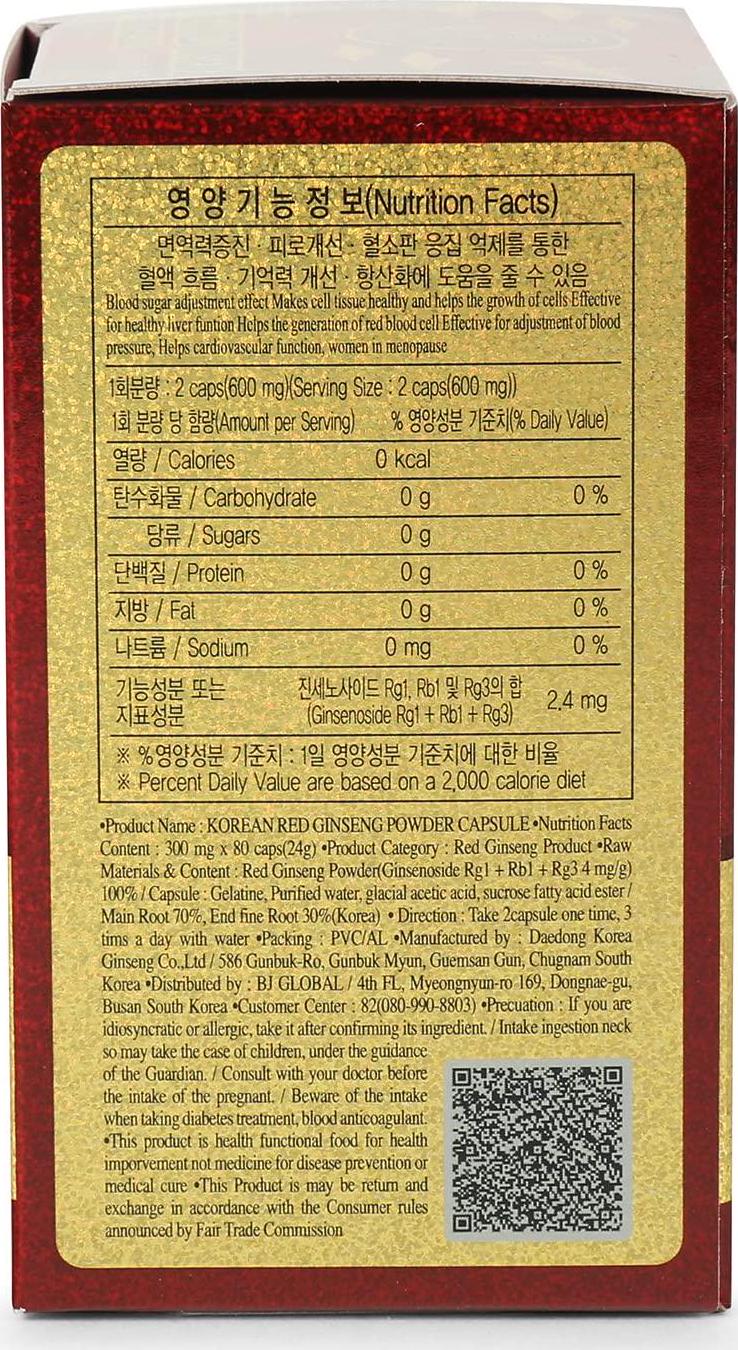 영양기능정보(Nutrition Facts)
면역력증진 · 피로개선 · 혈소판 응집 억제를 통한
혈액 흐름 · 기억력 개선 · 항산화에 도움을 줄 수 있음
Blood sugar adjustment effect Makes cell tissue healthy and helps the growth of cells Effective
for healthy liver funtion Helps the generation of red blood cell Effective for adjustment of blood
pressure, Helps cardiovascular function, women in menopause
1회분량 : 2 caps(600 mg)(Serving Size : 2 caps(600 mg))
1회 분량 당 함량(Amount per Serving) % 영양성분 기준치(% Daily Value)
열량 / Calories 0 kcal
탄수화물 / Carbohydrate 0 g 0 %
당류 / Sugars 0 g
단백질 / Protein 0 g 0 %
지방 / Fat 0 g 0 %
나트륨 / Sodium 0 mg 0 %
기능성분 또는 진세노사이드 Rg1, Rb1 및 Rg3의 합 2.4 mg
지표성분 (Ginsenoside Rg1 + Rb1 + Rg3)
※ %영양성분 기준치 : 1일 영양성분 기준치에 대한 비율
※ Percent Daily Value are based on a 2,000 calorie diet
•Product Name : KOREAN RED GINSENG POWDER CAPSULE •Nutrition Facts
Content : 300 mg x 80 caps(24g) •Product Category : Red Ginseng Product •Raw
Materials & Content : Red Ginseng Powder(Ginsenoside Rg1 + Rb1 + Rg3 4 mg/g)
100% / Capsule : Gelatine, Purified water, glacial acetic acid, sucrose fatty acid ester /
Main Root 70%, End fine Root 30%(Korea) • Direction : Take 2capsule one time, 3
tims a day with water •Packing : PVC/AL •Manufactured by : Daedong Korea
Ginseng Co.,Ltd / 586 Gunbuk-Ro, Gunbuk Myun, Guemsan Gun, Chugnam South
Korea •Distributed by : BJ GLOBAL / 4th FL, Myeongnyun-ro 169, Dongnae-gu,
Busan South Korea •Customer Center : 82(080-990-8803) •Precuation : If you are
idiosyncratic or allergic, take it after confirming its ingredient. / Intake ingestion neck
so may take the case of children, under the guidance
of the Guardian. / Consult with your doctor before
the intake of the pregnant. / Beware of the intake
when taking diabetes treatment, blood anticoagulant.
•This product is health functional food for health
imporvement not medicine for disease prevention or
medical cure •This Product is may be return and
exchange in accordance with the Consumer rules
announced by Fair Trade Commission